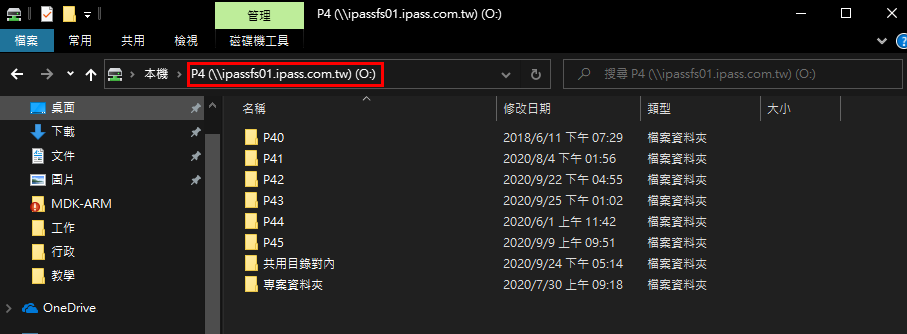 管理
P4 (\\ipassfs01.ipass.com.tw) (O:)
檔案
常用
共用
檢視
磁碟機工具
本機
P4 (\\ipassfs01.ipass.com.tw) (O:)
搜尋 P4 (\\ipassfs01.ipass.com.tw) (O:)
桌面
下載
文件
圖片
MDK-ARM
工作
行政
教學
OneDrive
名稱 修改日期 類型 大小
P40 2018/6/11 下午 07:29 檔案資料夾
P41 2020/8/4 下午 01:56 檔案資料夾
P42 2020/9/22 下午 04:55 檔案資料夾
P43 2020/9/25 下午 01:02 檔案資料夾
P44 2020/6/1 上午 11:42 檔案資料夾
P45 2020/9/9 上午 09:51 檔案資料夾
共用目錄對內 2020/9/24 下午 05:14 檔案資料夾
專案資料夾 2020/7/30 上午 09:18 檔案資料夾